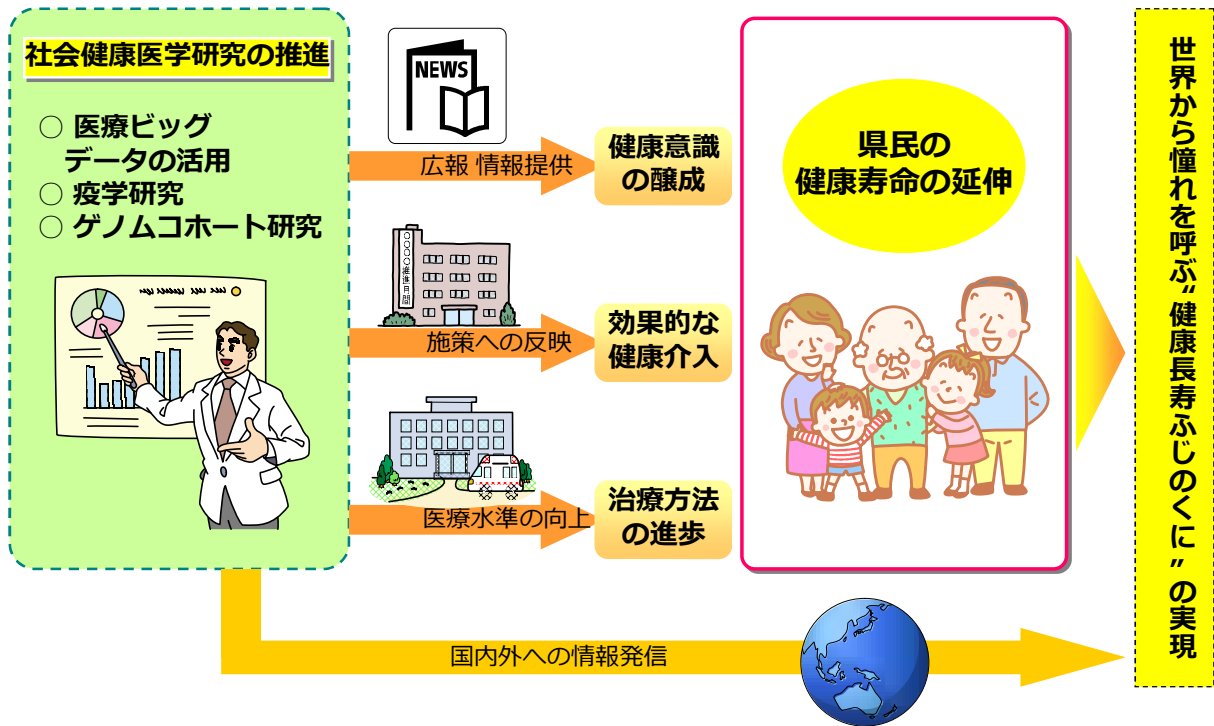 社会健康医学研究の推進
○ 医療ビッグ
データの活用
○ 疫学研究
○ ゲノムコホート研究
NEWS
広報 情報提供
健康意識
の醸成
○○○○推進月間
施策への反映
効果的な
健康介入
医療水準の向上
治療方法
の進歩
県民の
健康寿命の延伸
国内外への情報発信
世界から憧れを呼ぶ“健康長寿ふじのくに”の実現